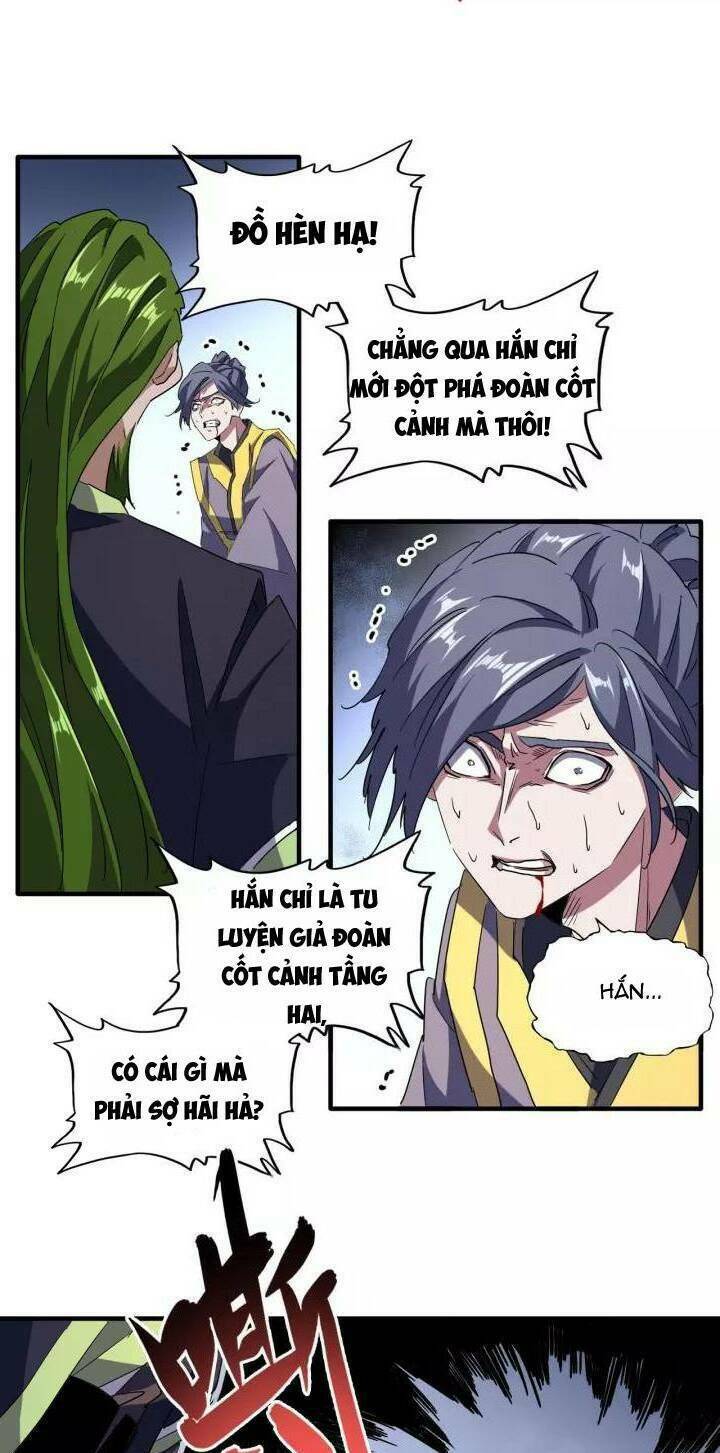 ĐỒ HÈN HẠ!
CHẲNG QUA HẮN CHỈ
MỚI ĐỘT PHÁ ĐOÀN CỐT
CẢNH MÀ THÔI!
HẮN CHỈ LÀ TU
LUYỆN GIẢ ĐOÀN
CỐT CẢNH TẦNG
HAI,
HẮN...
CÓ CÁI GÌ MÀ
PHẢI SỢ HÃI HẢ?
嘶